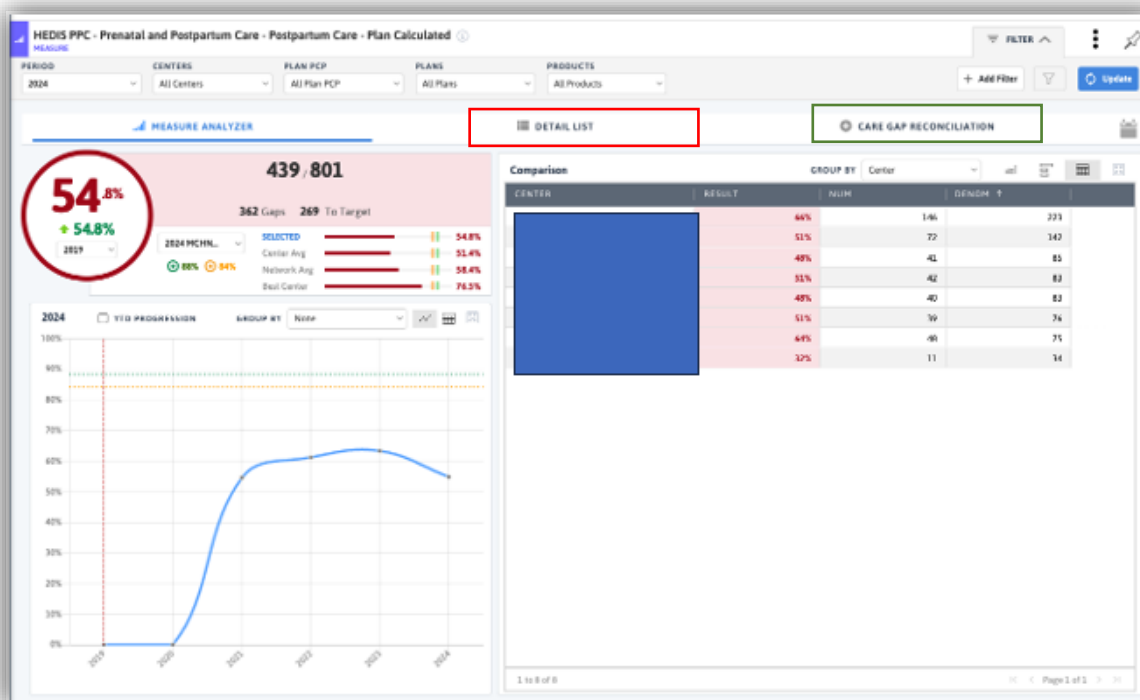 HEDIS PPC - Prenatal and Postpartum Care - Postpartum Care - Plan Calculated
MEASURE
FILTER
PERIOD CENTERS PLAN PCP PLANS PRODUCTS
2024 All Centers All Plan PCP All Plans All Products
+ Add Filter
Update
MEASURE ANALYZER
DETAIL LIST
CARE GAP RECONCILIATION
54.8%
54.8%
2019
439 / 801
362 Gaps 269 To Target
2024 MCHN...
88% 84%
SELECTED 54.8%
Center Avg 51.4%
Network Avg 58.4%
Best Center 76.5%
2024 YTD PROGRESSION GROUP BY None
100%
90%
80%
70%
60%
50%
40%
30%
20%
10%
0%
2019 2020 2021 2022 2023 2024
Comparison GROUP BY Center
CENTER RESULT NUM DENOM ↑
66% 146 223
51% 72 142
48% 41 85
51% 42 83
48% 40 83
51% 39 76
64% 48 75
32% 11 34
1 to 8 of 8
Page 1 of 1